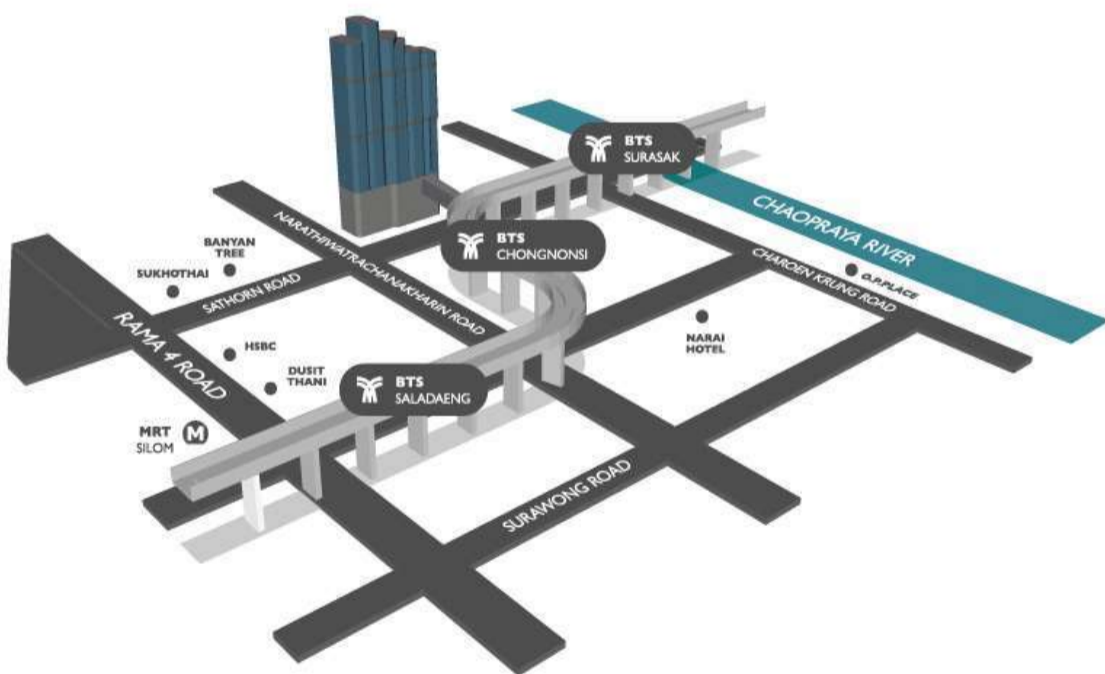 BTS
SURASAK
CHAOPRAYA RIVER
NARATHIWATRACHANAKHARIN ROAD
BANYAN
TREE
BTS
CHONGNONSI
CHAROEN KRUNG ROAD
O.P.PLACE
SUKHOTHAI
SATHORN ROAD
RAMA 4 ROAD
NARAI
HOTEL
HSBC
DUSIT
THANI
BTS
SALADAENG
MRT
SILOM
M
SURAWONG ROAD